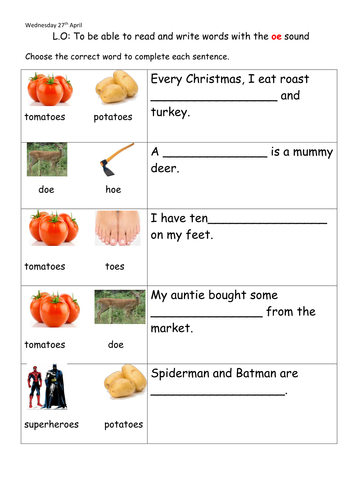 Wednesday 27th April
L.O: To be able to read and write words with the oe sound
Choose the correct word to complete each sentence.
tomatoes potatoes
Every Christmas, I eat roast
_________________ and
turkey.
doe hoe
A ______________ is a mummy
deer.
tomatoes toes
I have ten________________
on my feet.
tomatoes doe
My auntie bought some
_______________ from the
market.
superheroes potatoes
Spiderman and Batman are
__________________.